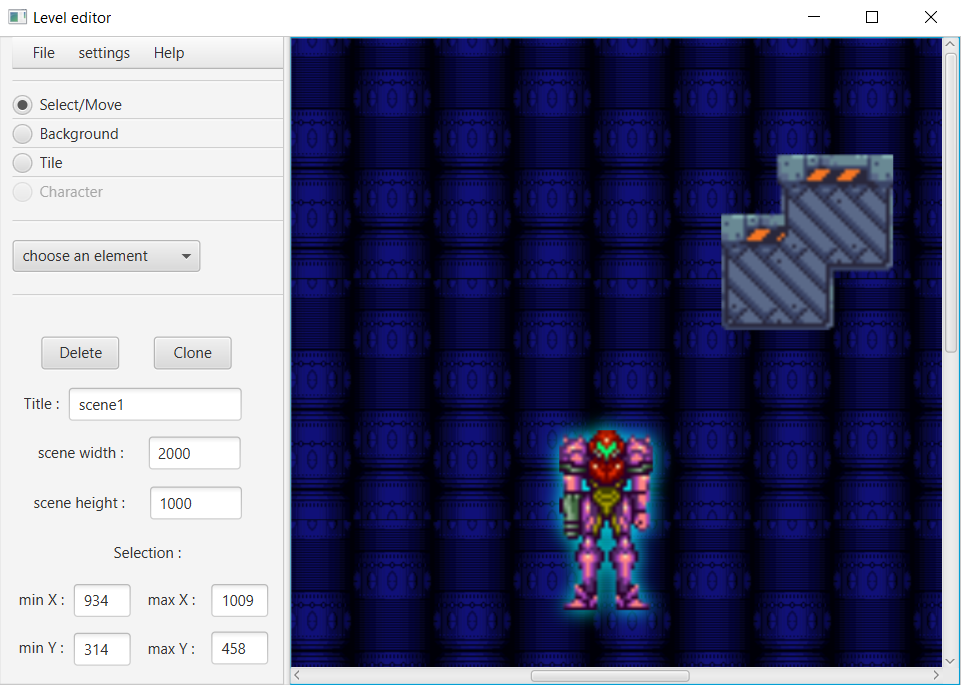 Level editor
File settings Help
Select/Move
Background
Tile
Character
choose an element
Delete Clone
Title : scene1
scene width : 2000
scene height : 1000
Selection :
min X : 934 max X : 1009
min Y : 314 max Y : 458